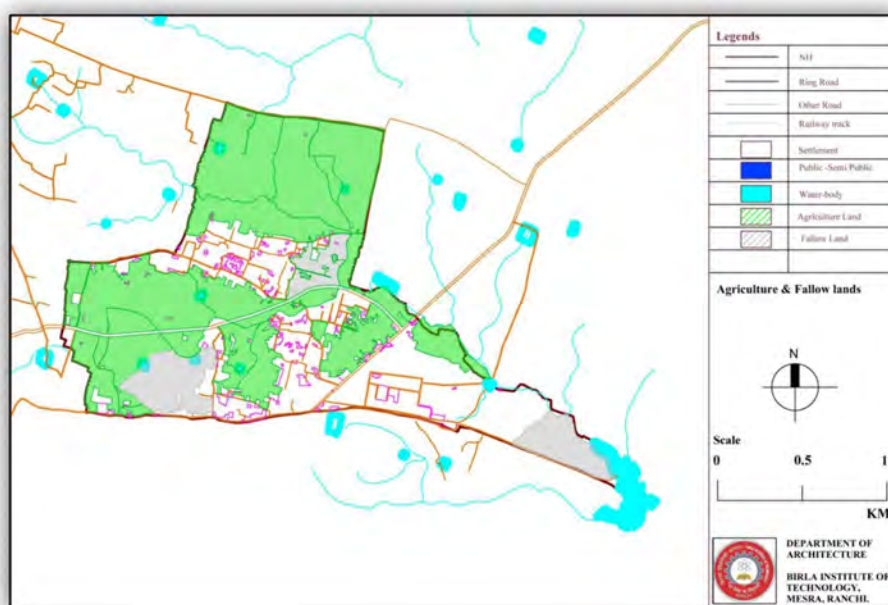 Legends
NH
Ring Road
Other Road
Railway track
Settlement
Public -Semi Public
Water-body
Agriculture Land
Fallow Land
Agriculture & Fallow lands
N
Scale
0 0.5 1
KM
DEPARTMENT OF
ARCHITECTURE
BIRLA INSTITUTE OF
TECHNOLOGY,
MESRA, RANCHI.